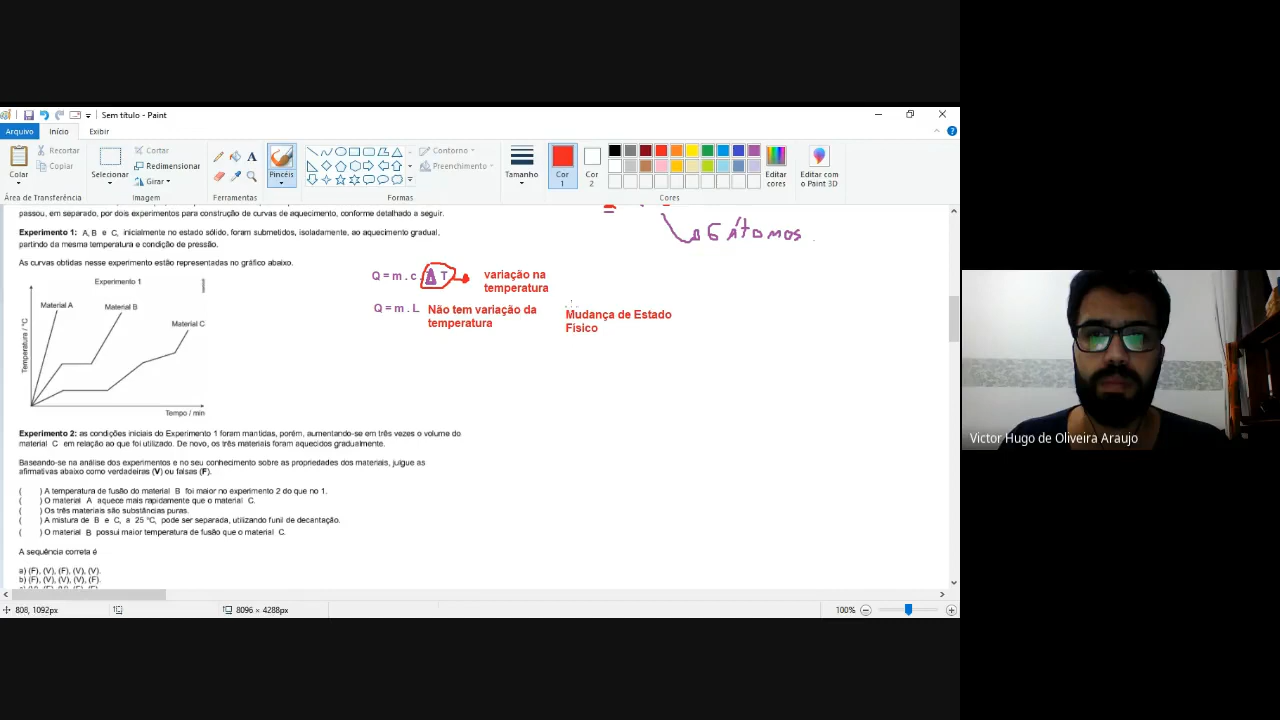 Sem título - Paint
Arquivo Início Exibir
Colar
Recortar
Copiar
Área de Transferência
Selecionar
Cortar
Redimensionar
Girar
Imagem
Ferramentas
Pincéis
Contorno
Preenchimento
Formas
Tamanho
Cor 1
Cor 2
Editar cores
Cores
Editar com o Paint 3D
passou, em separado, por dois experimentos para construção de curvas de aquecimento, conforme detalhado a seguir.
Experimento 1: A, B e C, inicialmente no estado sólido, foram submetidos, isoladamente, ao aquecimento gradual,
partindo da mesma temperatura e condição de pressão.
As curvas obtidas nesse experimento estão representadas no gráfico abaixo.
Experimento 1
Material A
Material B
Material C
Temperatura / °C
Tempo / min
6 átomos
Q = m . c Δ T
variação na
temperatura
Q = m . L
Não tem variação da
temperatura
Mudança de Estado
Físico
Experimento 2: as condições iniciais do Experimento 1 foram mantidas, porém, aumentando-se em três vezes o volume do
material C em relação ao que foi utilizado. De novo, os três materiais foram aquecidos gradualmente.
Baseando-se na análise dos experimentos e no seu conhecimento sobre as propriedades dos materiais, julgue as
afirmativas abaixo como verdadeiras (V) ou falsas (F).
( ) A temperatura de fusão do material B foi maior no experimento 2 do que no 1.
( ) O material A aquece mais rapidamente que o material C.
( ) Os três materiais são substâncias puras.
( ) A mistura de B e C, a 25 °C, pode ser separada, utilizando funil de decantação.
( ) O material B possui maior temperatura de fusão que o material C.
A sequência correta é
a) (F), (V), (F), (V), (V).
b) (F), (V), (V), (V), (F).
808, 1092px
8096 × 4288px
100%
Victor Hugo de Oliveira Araujo